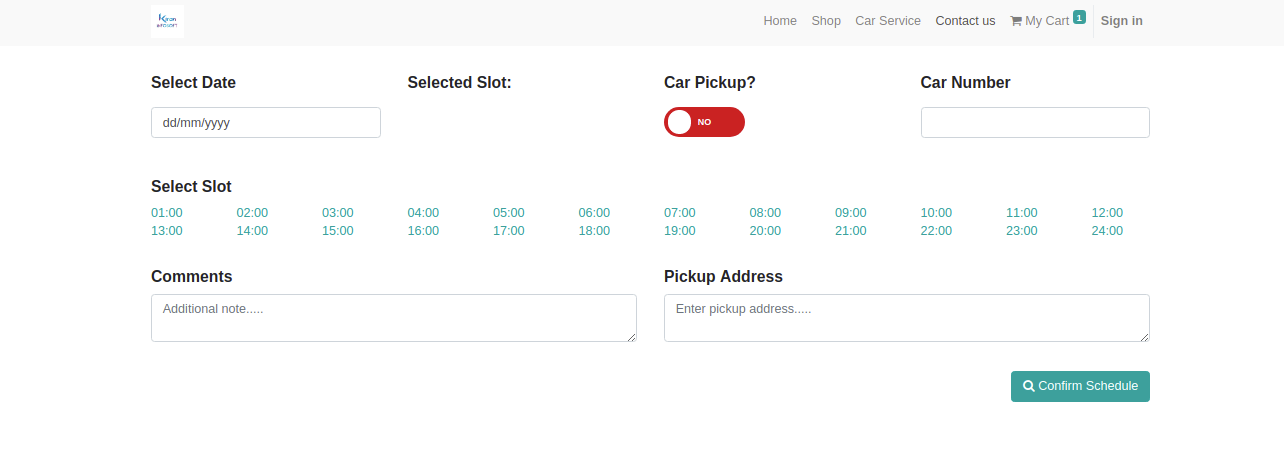 Home Shop Car Service Contact us My Cart 1 Sign in
Select Date Selected Slot: Car Pickup? Car Number
dd/mm/yyyy NO
Select Slot
01:00 02:00 03:00 04:00 05:00 06:00 07:00 08:00 09:00 10:00 11:00 12:00
13:00 14:00 15:00 16:00 17:00 18:00 19:00 20:00 21:00 22:00 23:00 24:00
Comments Pickup Address
Additional note..... Enter pickup address.....
Confirm Schedule